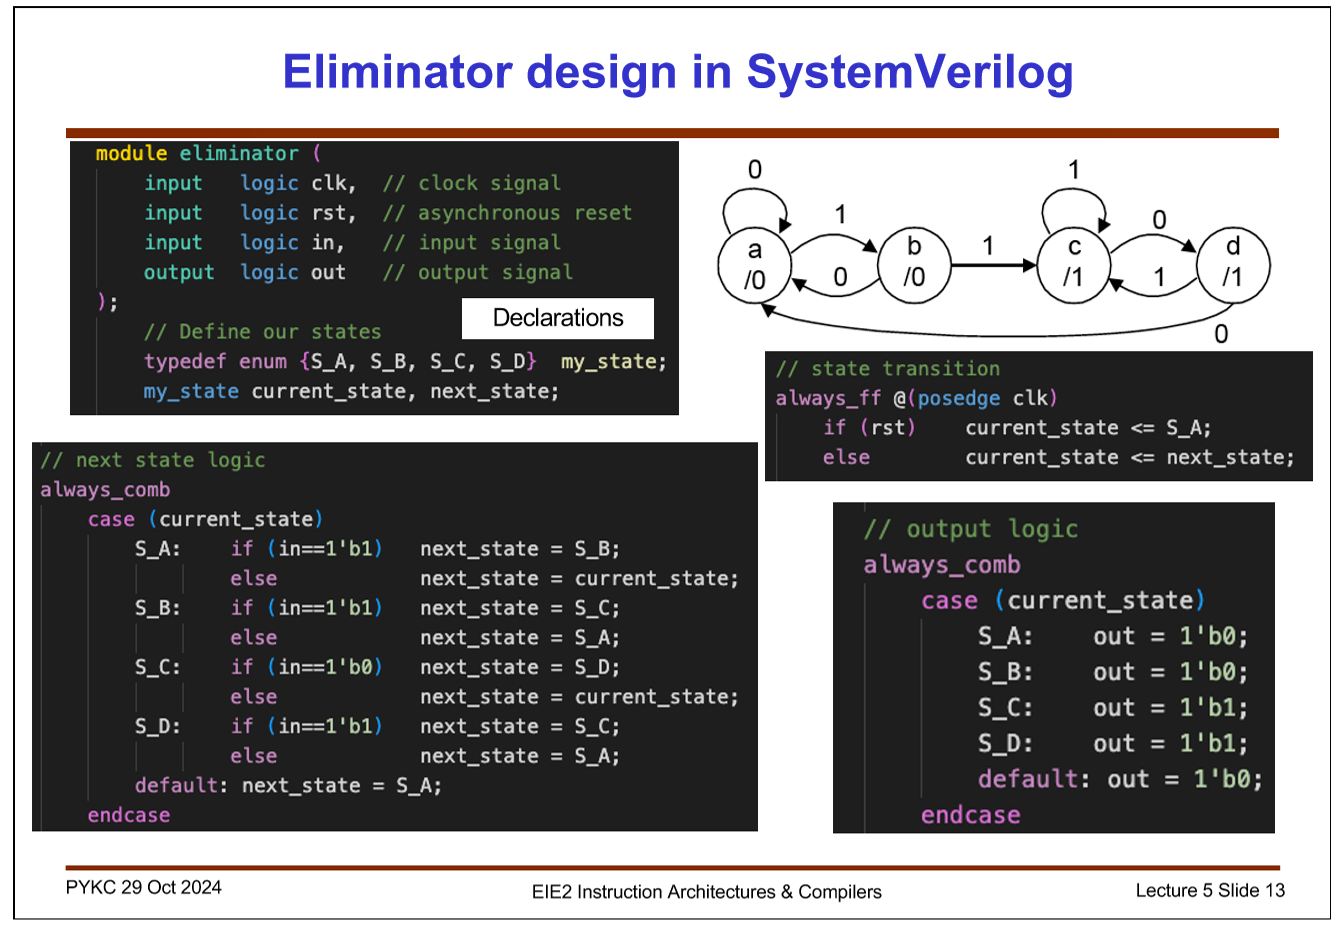 Eliminator design in SystemVerilog
module eliminator (
input logic clk, // clock signal
input logic rst, // asynchronous reset
input logic in, // input signal
output logic out // output signal
);
Declarations
// Define our states
typedef enum {S_A, S_B, S_C, S_D} my_state;
my_state current_state, next_state;
0
1
1
0
a
/0
b
/0
1
c
/1
d
/1
0
1
0
// state transition
always_ff @(posedge clk)
if (rst) current_state <= S_A;
else current_state <= next_state;
// next state logic
always_comb
case (current_state)
S_A: if (in==1'b1) next_state = S_B;
else next_state = current_state;
S_B: if (in==1'b1) next_state = S_C;
else next_state = S_A;
S_C: if (in==1'b0) next_state = S_D;
else next_state = current_state;
S_D: if (in==1'b1) next_state = S_C;
else next_state = S_A;
default: next_state = S_A;
endcase
// output logic
always_comb
case (current_state)
S_A: out = 1'b0;
S_B: out = 1'b0;
S_C: out = 1'b1;
S_D: out = 1'b1;
default: out = 1'b0;
endcase
PYKC 29 Oct 2024
EIE2 Instruction Architectures & Compilers
Lecture 5 Slide 13